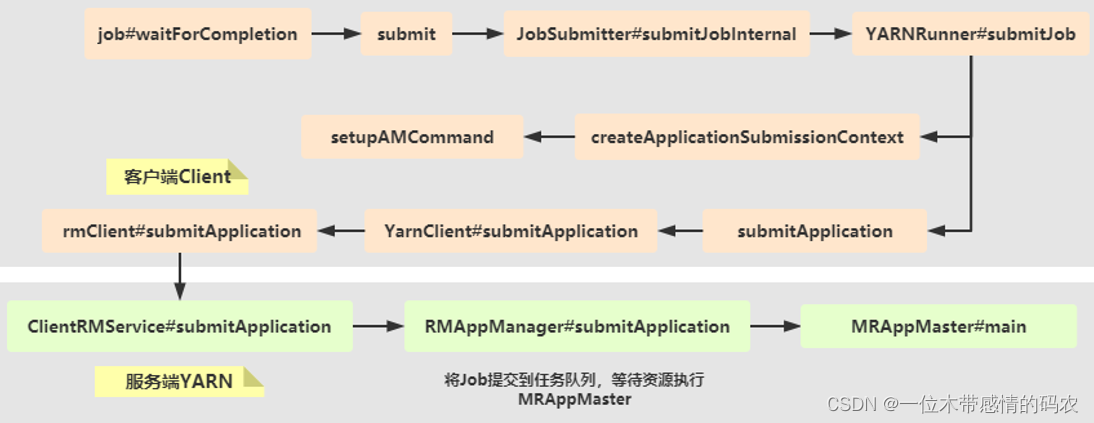 job#waitForCompletion
submit
JobSubmitter#submitJobInternal
YARNRunner#submitJob
setupAMCommand
createApplicationSubmissionContext
客户端Client
rmClient#submitApplication
YarnClient#submitApplication
submitApplication
ClientRMService#submitApplication
RMAppManager#submitApplication
MRAppMaster#main
服务端YARN
将Job提交到任务队列，等待资源执行
MRAppMaster
CSDN @一位木带感情的码农